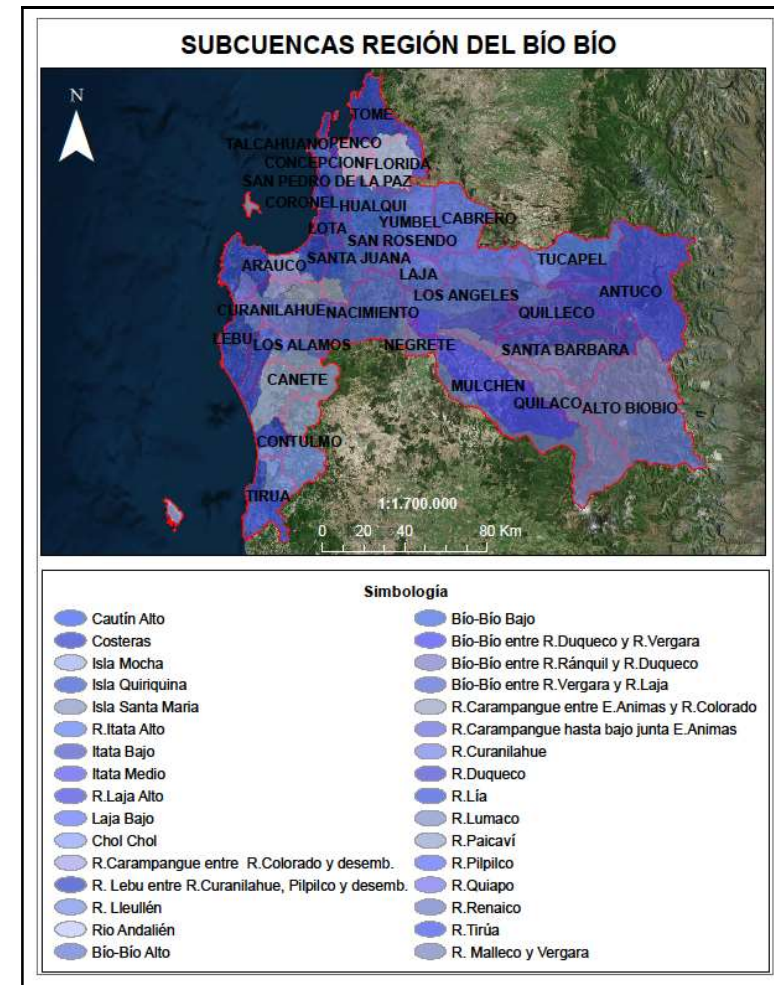 SUBCUENCAS REGIÓN DEL BÍO BÍO
N
TOME
TALCAHUANO PENCO
CONCEPCION FLORIDA
SAN PEDRO DE LA PAZ
CORONEL HUALQUI
YUMBEL CABRERO
LOTA
SAN ROSENDO
SANTA JUANA
TUCAPEL
ARAUCO
LAJA
ANTUCO
LOS ANGELES
CURANILAHUE NACIMIENTO
QUILLECO
LEBU LOS ALAMOS
NEGRETE
SANTA BARBARA
CAÑETE
MULCHEN
QUILACO ALTO BIOBIO
CONTULMO
TIRUA
1:1.700.000
0 20 40 80 Km
Simbología
Cautín Alto
Costeras
Isla Mocha
Isla Quiriquina
Isla Santa Maria
R.Itata Alto
Itata Bajo
Itata Medio
R.Laja Alto
Laja Bajo
Chol Chol
R.Carampangue entre R.Colorado y desemb.
R. Lebu entre R.Curanilahue, Pilpilco y desemb.
R. Lleullén
Rio Andalién
Bío-Bío Alto
Bío-Bío Bajo
Bío-Bío entre R.Duqueco y R.Vergara
Bío-Bío entre R.Ránquil y R.Duqueco
Bío-Bío entre R.Vergara y R.Laja
R.Carampangue entre E.Animas y R.Colorado
R.Carampangue hasta bajo junta E.Animas
R.Curanilahue
R.Duqueco
R.Lía
R.Lumaco
R.Paicaví
R.Pilpilco
R.Quiapo
R.Renaico
R.Tirúa
R. Malleco y Vergara